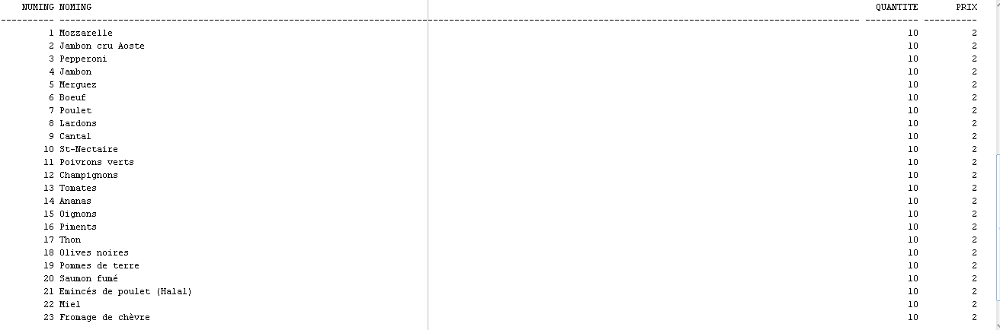 NUMING NOMING QUANTITE PRIX
1 Mozzarelle 10 2
2 Jambon cru Aoste 10 2
3 Pepperoni 10 2
4 Jambon 10 2
5 Merguez 10 2
6 Boeuf 10 2
7 Poulet 10 2
8 Lardons 10 2
9 Cantal 10 2
10 St-Nectaire 10 2
11 Poivrons verts 10 2
12 Champignons 10 2
13 Tomates 10 2
14 Ananas 10 2
15 Oignons 10 2
16 Piments 10 2
17 Thon 10 2
18 Olives noires 10 2
19 Pommes de terre 10 2
20 Saumon fumé 10 2
21 Emincés de poulet (Halal) 10 2
22 Miel 10 2
23 Fromage de chèvre 10 2